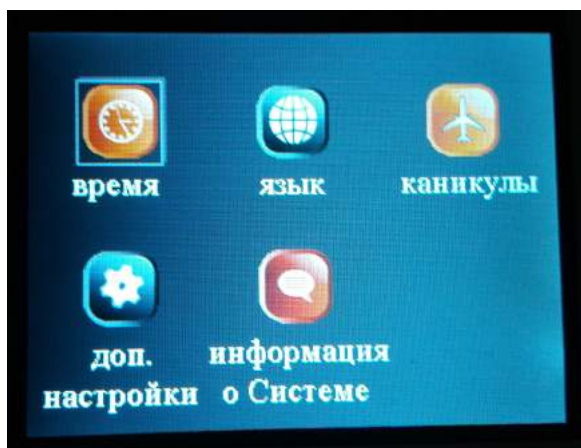 время
язык
каникулы
доп.
настройки
информация
о Системе